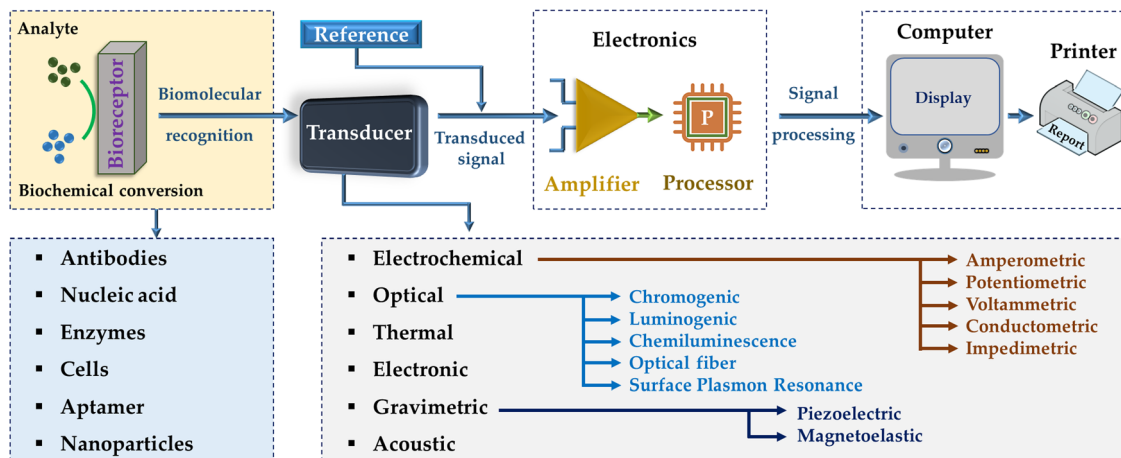 Analyte
Bioreceptor
Biochemical conversion
Biomolecular
recognition
Reference
Transducer
Transduced
signal
Electronics
P
Amplifier
Processor
Signal
processing
Computer
Display
Printer
Report
▪ Antibodies
▪ Nucleic acid
▪ Enzymes
▪ Cells
▪ Aptamer
▪ Nanoparticles
▪ Electrochemical
▪ Optical
▪ Thermal
▪ Electronic
▪ Gravimetric
▪ Acoustic
Chromogenic
Luminogenic
Chemiluminescence
Optical fiber
Surface Plasmon Resonance
Amperometric
Potentiometric
Voltammetric
Conductometric
Impedimetric
Piezoelectric
Magnetoelastic